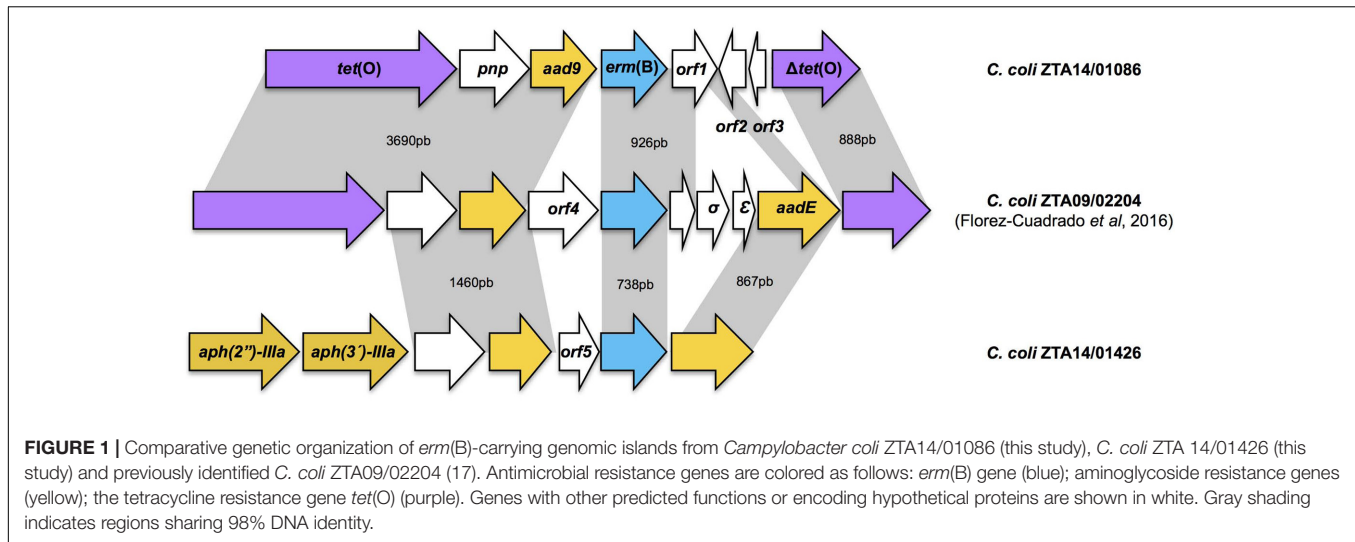 tet(O) pnp aad9 erm(B) orf1 Δtet(O) C. coli ZTA14/01086
orf2 orf3
3690pb 926pb 888pb
C. coli ZTA09/02204
orf4 σ Ɛ aadE
(Florez-Cuadrado et al, 2016)
1460pb 738pb 867pb
aph(2”)-IIIa aph(3´)-IIIa orf5 C. coli ZTA14/01426
FIGURE 1 | Comparative genetic organization of erm(B)-carrying genomic islands from Campylobacter coli ZTA14/01086 (this study), C. coli ZTA 14/01426 (this
study) and previously identified C. coli ZTA09/02204 (17). Antimicrobial resistance genes are colored as follows: erm(B) gene (blue); aminoglycoside resistance genes
(yellow); the tetracycline resistance gene tet(O) (purple). Genes with other predicted functions or encoding hypothetical proteins are shown in white. Gray shading
indicates regions sharing 98% DNA identity.